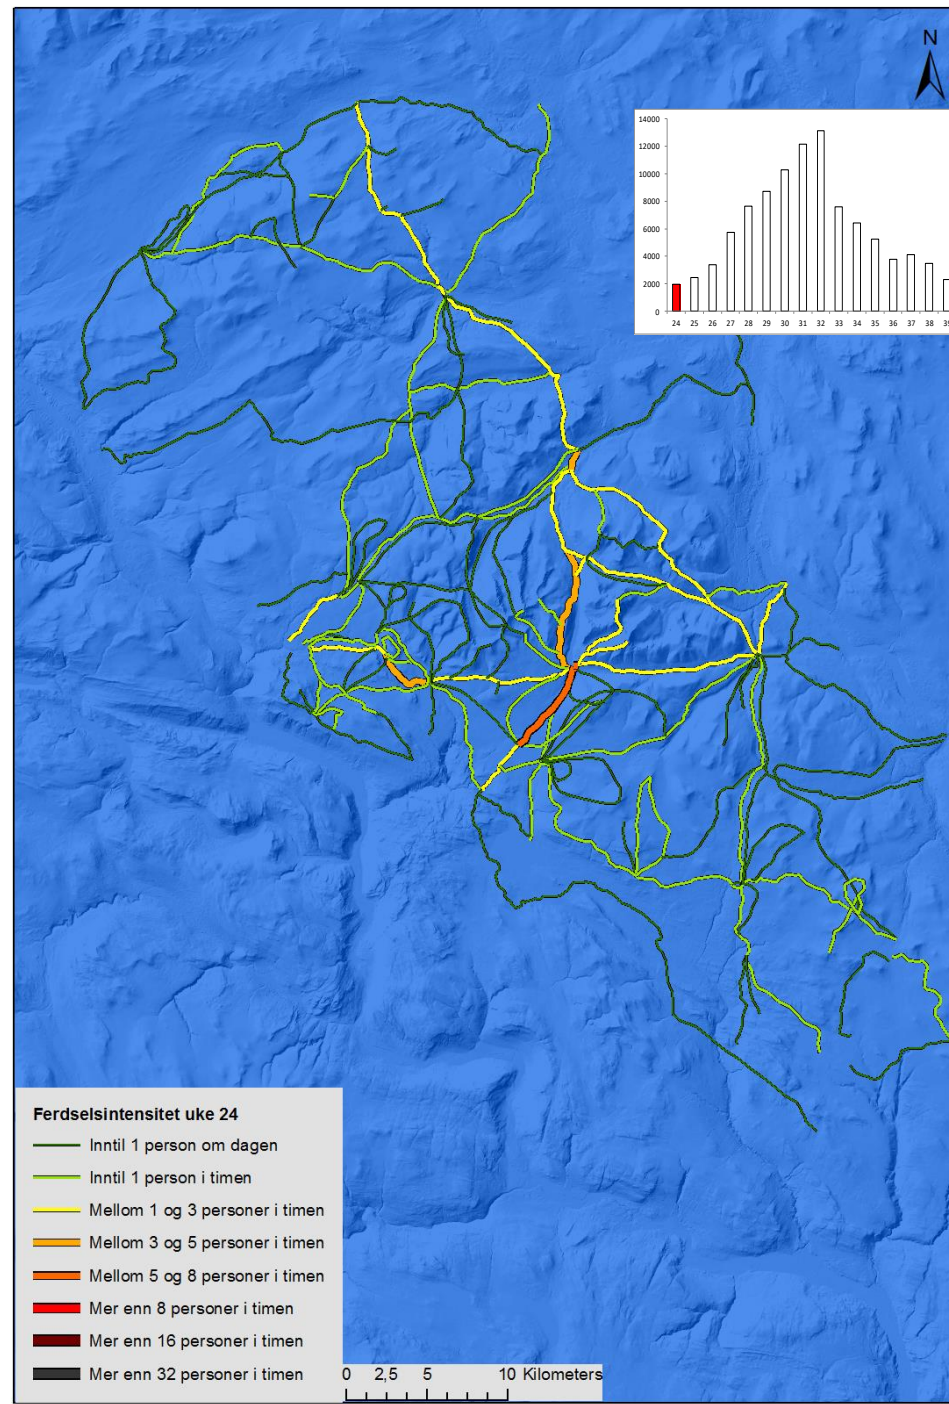 N
14000
12000
10000
8000
6000
4000
2000
0
24 25 26 27 28 29 30 31 32 33 34 35 36 37 38 39
Ferdselsintensitet uke 24
Inntil 1 person om dagen
Inntil 1 person i timen
Mellom 1 og 3 personer i timen
Mellom 3 og 5 personer i timen
Mellom 5 og 8 personer i timen
Mer enn 8 personer i timen
Mer enn 16 personer i timen
Mer enn 32 personer i timen
0 2,5 5 10 Kilometers